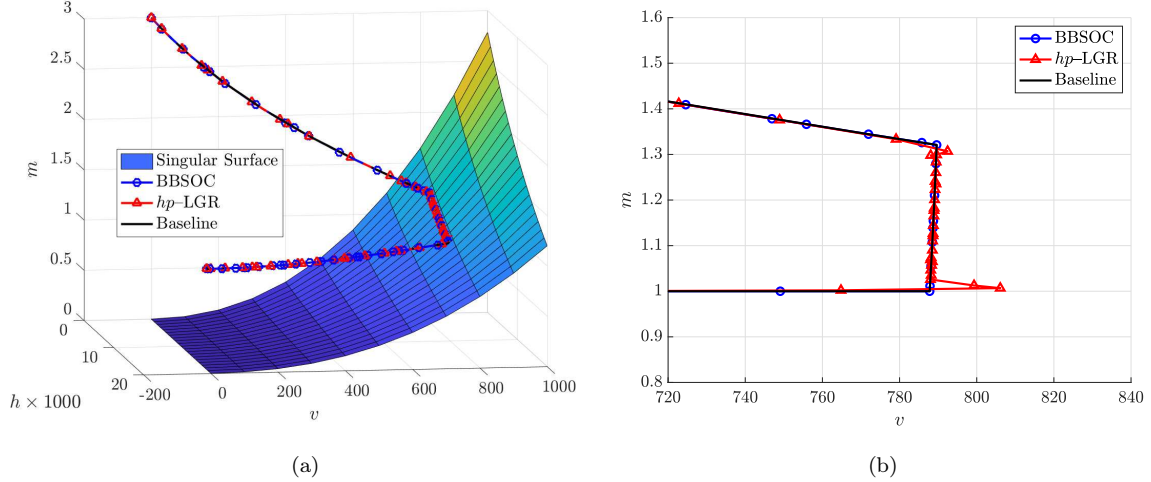 3
2.5
2
1.5
1
0.5
0
m
0
10
20
h × 1000
-200
0
200
400
600
800
1000
v
Singular Surface
BBSOC
hp–LGR
Baseline
(a)
1.6
1.5
1.4
1.3
1.2
1.1
1
0.9
0.8
m
720
740
760
780
800
820
840
v
BBSOC
hp–LGR
Baseline
(b)